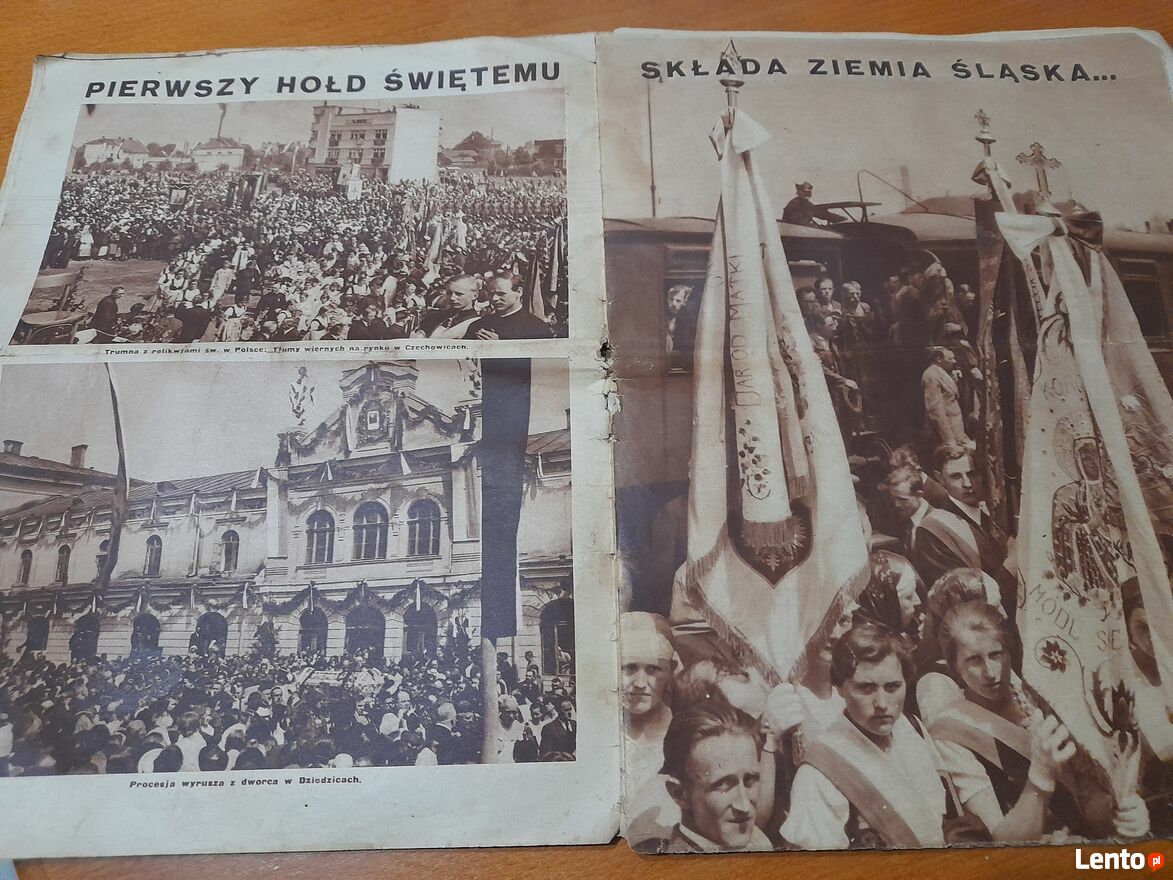 PIERWSZY HOŁD ŚWIĘTEMU
SKŁADA ZIEMIA ŚLĄSKA...
Trumna z relikwjami św. w Polsce: Tłumy wiernych na rynku w Czechowicach.
Procesja wyrusza z dworca w Dziedzicach.
DAR OD MATKI
MÓDL SIĘ
Lento.pl